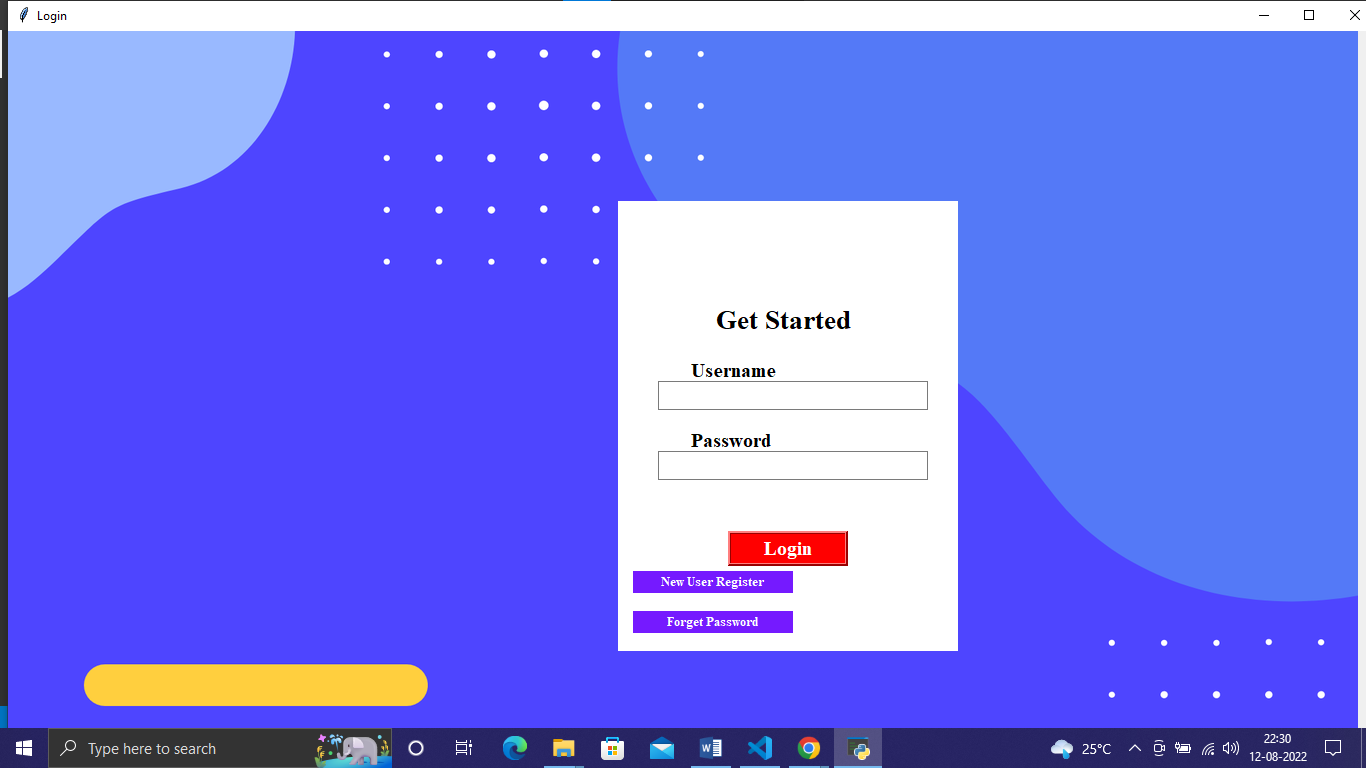 Login
Get Started
Username
Password
Login
New User Register
Forget Password
Type here to search
25°C
22:30
12-08-2022